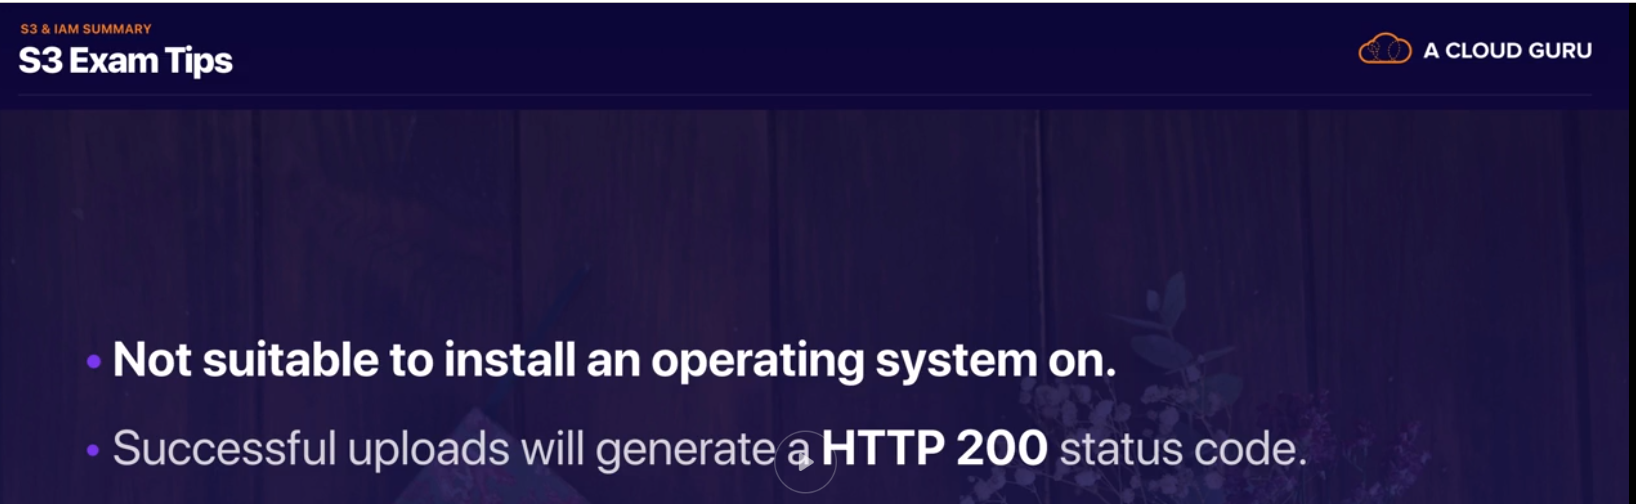 S3 & IAM SUMMARY
S3 Exam Tips
A CLOUD GURU
• Not suitable to install an operating system on.
• Successful uploads will generate a HTTP 200 status code.